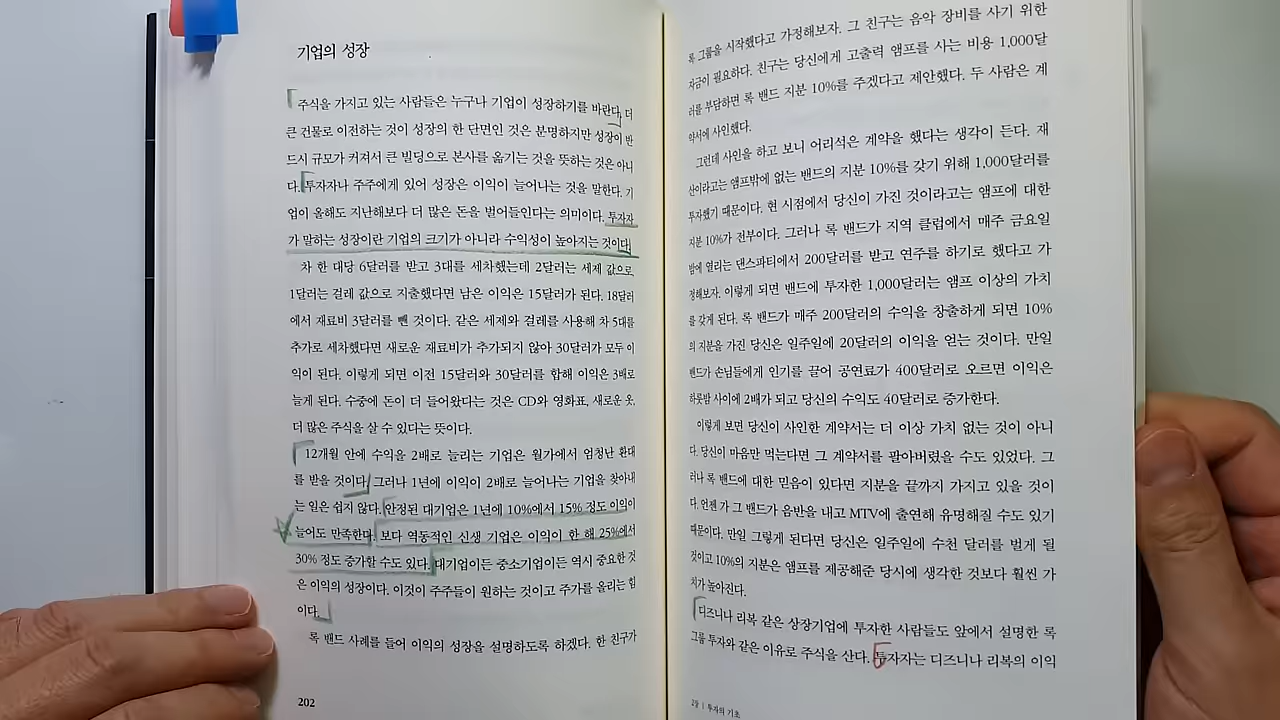 기업의 성장
주식을 가지고 있는 사람들은 누구나 기업이 성장하기를 바란다. 더
큰 건물로 이전하는 것이 성장의 한 단면인 것은 분명하지만 성장이 반
드시 규모가 커져서 큰 빌딩으로 본사를 옮기는 것을 뜻하는 것은 아니
다. 투자자나 주주에게 있어 성장은 이익이 늘어나는 것을 말한다. 기
업이 올해도 지난해보다 더 많은 돈을 벌어들인다는 의미이다. 투자자
가 말하는 성장이란 기업의 크기가 아니라 수익성이 높아지는 것이다.
차 한 대당 6달러를 받고 3대를 세차했는데 2달러는 세제 값으로
1달러는 걸레 값으로 지출했다면 남은 이익은 15달러가 된다. 18달러
에서 재료비 3달러를 뺀 것이다. 같은 세제와 걸레를 사용해 차 5대를
추가로 세차했다면 새로운 재료비가 추가되지 않아 30달러가 모두 이
익이 된다. 이렇게 되면 이전 15달러와 30달러를 합해 이익은 3배로
늘게 된다. 수중에 돈이 더 들어왔다는 것은 CD와 영화표, 새로운 옷,
더 많은 주식을 살 수 있다는 뜻이다.
12개월 안에 수익을 2배로 늘리는 기업은 월가에서 엄청난 환대
를 받을 것이다. 그러나 1년에 이익이 2배로 늘어나는 기업을 찾아내
는 일은 쉽지 않다. 안정된 대기업은 1년에 10%에서 15% 정도 이익이
늘어도 만족한다. 보다 역동적인 신생 기업은 이익이 한 해 25%에서
30% 정도 증가할 수도 있다. 대기업이든 중소기업이든 역시 중요한 것
은 이익의 성장이다. 이것이 주주들이 원하는 것이고 주가를 올리는 힘
이다.
록 밴드 사례를 들어 이익의 성장을 설명하도록 하겠다. 한 친구가
202
록 그룹을 시작했다고 가정해보자. 그 친구는 음악 장비를 사기 위한
자금이 필요하다. 친구는 당신에게 고출력 앰프를 사는 비용 1,000달
러를 부담하면 록 밴드 지분 10%를 주겠다고 제안했다. 두 사람은 계
약서에 사인했다.
그런데 사인을 하고 보니 어리석은 계약을 했다는 생각이 든다. 재
산이라고는 앰프밖에 없는 밴드의 지분 10%를 갖기 위해 1,000달러를
투자했기 때문이다. 현 시점에서 당신이 가진 것이라고는 앰프에 대한
지분 10%가 전부이다. 그러나 록 밴드가 지역 클럽에서 매주 금요일
밤에 열리는 댄스파티에서 200달러를 받고 연주를 하기로 했다고 가
정해보자. 이렇게 되면 밴드에 투자한 1,000달러는 앰프 이상의 가치
를 갖게 된다. 록 밴드가 매주 200달러의 수익을 창출하게 되면 10%
의 지분을 가진 당신은 일주일에 20달러의 이익을 얻는 것이다. 만일
밴드가 손님들에게 인기를 끌어 공연료가 400달러로 오르면 이익은
하룻밤 사이에 2배가 되고 당신의 수익도 40달러로 증가한다.
이렇게 보면 당신이 사인한 계약서는 더 이상 가치 없는 것이 아니
다. 당신이 마음만 먹는다면 그 계약서를 팔아버렸을 수도 있었다. 그
러나 록 밴드에 대한 믿음이 있다면 지분을 끝까지 가지고 있을 것이
다. 언젠가 그 밴드가 음반을 내고 MTV에 출연해 유명해질 수도 있기
때문이다. 만일 그렇게 된다면 당신은 일주일에 수천 달러를 벌게 될
것이고 10%의 지분은 앰프를 제공해준 당시에 생각한 것보다 훨씬 가
치가 높아진다.
디즈니나 리복 같은 상장기업에 투자한 사람들도 앞에서 설명한 록
그룹 투자와 같은 이유로 주식을 산다. 투자자는 디즈니나 리복의 이익
2장 | 투자의 기초